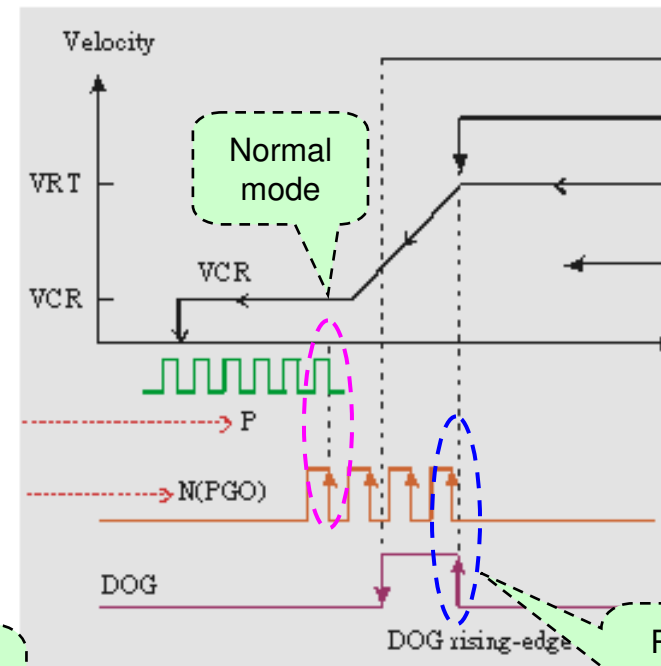 Velocity
Normal
mode
VRT
VCR
VCR
P
N(PGO)
DOG
DOG rising-edge